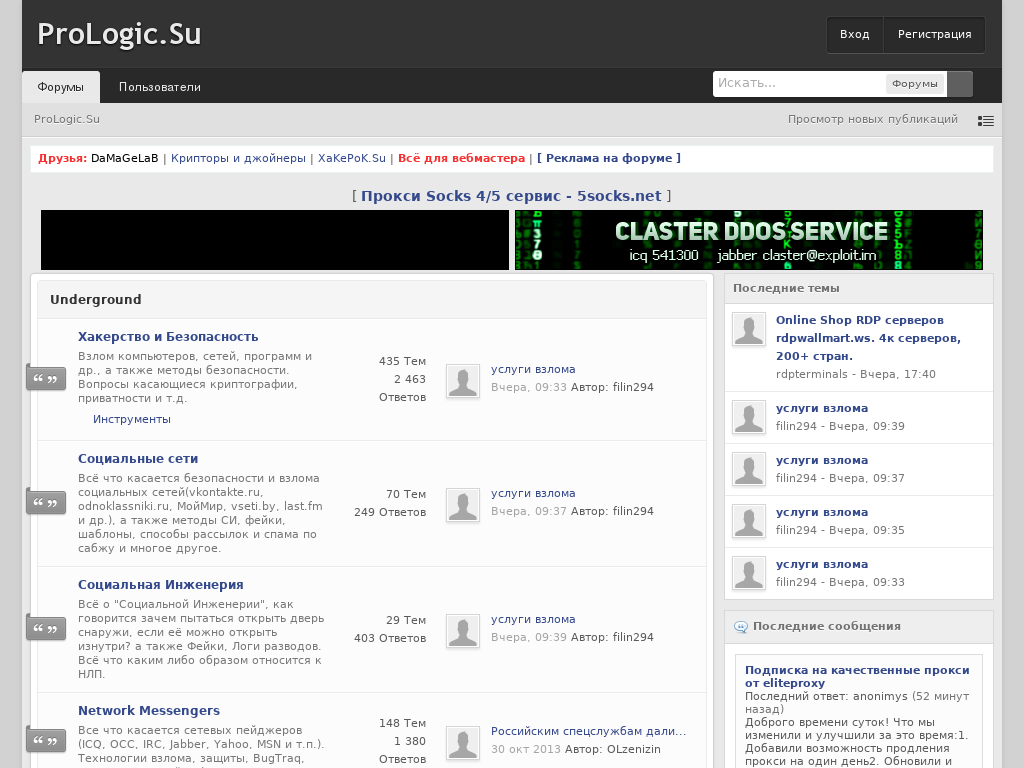 ProLogic.Su
Вход
Регистрация
Форумы
Пользователи
Искать...
Форумы
ProLogic.Su
Просмотр новых публикаций
Друзья: DaMaGeLaB | Крипторы и джойнеры | XaKePoK.Su | Всё для вебмастера | [ Реклама на форуме ]
[ Прокси Socks 4/5 сервис - 5socks.net ]
CLASTER DDOS SERVICE
icq 541300 jabber claster@exploit.im
Underground
Хакерство и Безопасность
Взлом компьютеров, сетей, программ и
др., а также методы безопасности.
Вопросы касающиеся криптографии,
приватности и т.д.
Инструменты
435 Тем
2 463
Ответов
услуги взлома
Вчера, 09:33 Автор: filin294
Социальные сети
Всё что касается безопасности и взлома
социальных сетей(vkontakte.ru,
odnoklassniki.ru, МойМир, vseti.by, last.fm
и др.), а также методы СИ, фейки,
шаблоны, способы рассылок и спама по
сабжу и многое другое.
70 Тем
249 Ответов
услуги взлома
Вчера, 09:37 Автор: filin294
Социальная Инженерия
Всё о "Социальной Инженерии", как
говорится зачем пытаться открыть дверь
снаружи, если её можно открыть
изнутри? а также Фейки, Логи разводов.
Всё что каким либо образом относится к
НЛП.
29 Тем
403 Ответов
услуги взлома
Вчера, 09:39 Автор: filin294
Network Messengers
Все что касается сетевых пейджеров
(ICQ, OCC, IRC, Jabber, Yahoo, MSN и т.п.).
Технологии взлома, защиты, BugTraq,
148 Тем
1 380
Ответов
Российским спецслужбам дали...
30 окт 2013 Автор: OLzenizin
Последние темы
Online Shop RDP серверов
rdpwallmart.ws. 4к серверов,
200+ стран.
rdpterminals - Вчера, 17:40
услуги взлома
filin294 - Вчера, 09:39
услуги взлома
filin294 - Вчера, 09:37
услуги взлома
filin294 - Вчера, 09:35
услуги взлома
filin294 - Вчера, 09:33
Последние сообщения
Подписка на качественные прокси
от eliteproxy
Последний ответ: anonimys (52 минут
назад)
Доброго времени суток! Что мы
изменили и улучшили за это время:1.
Добавили возможность продления
прокси на один день2. Обновили и